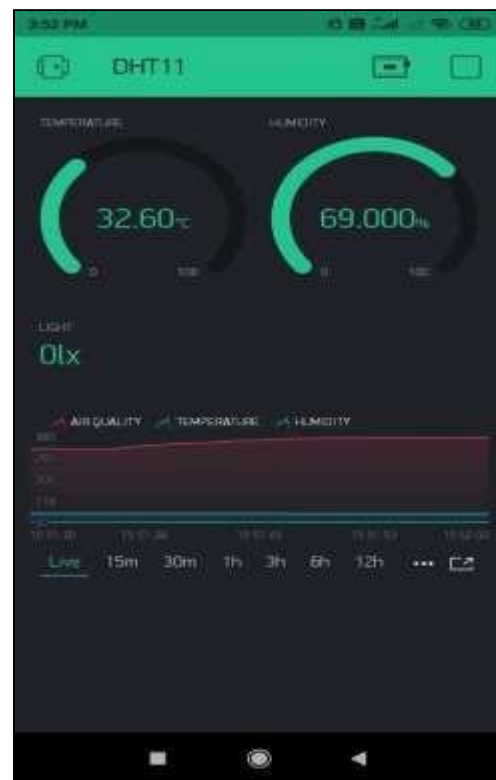 3:52 PM
DHT11
TEMPERATURE HUMIDITY
32.60°C 69.000%
0 100 0 100
LIGHT
0lx
AIR QUALITY TEMPERATURE HUMIDITY
Live 15m 30m 1h 3h 6h 12h